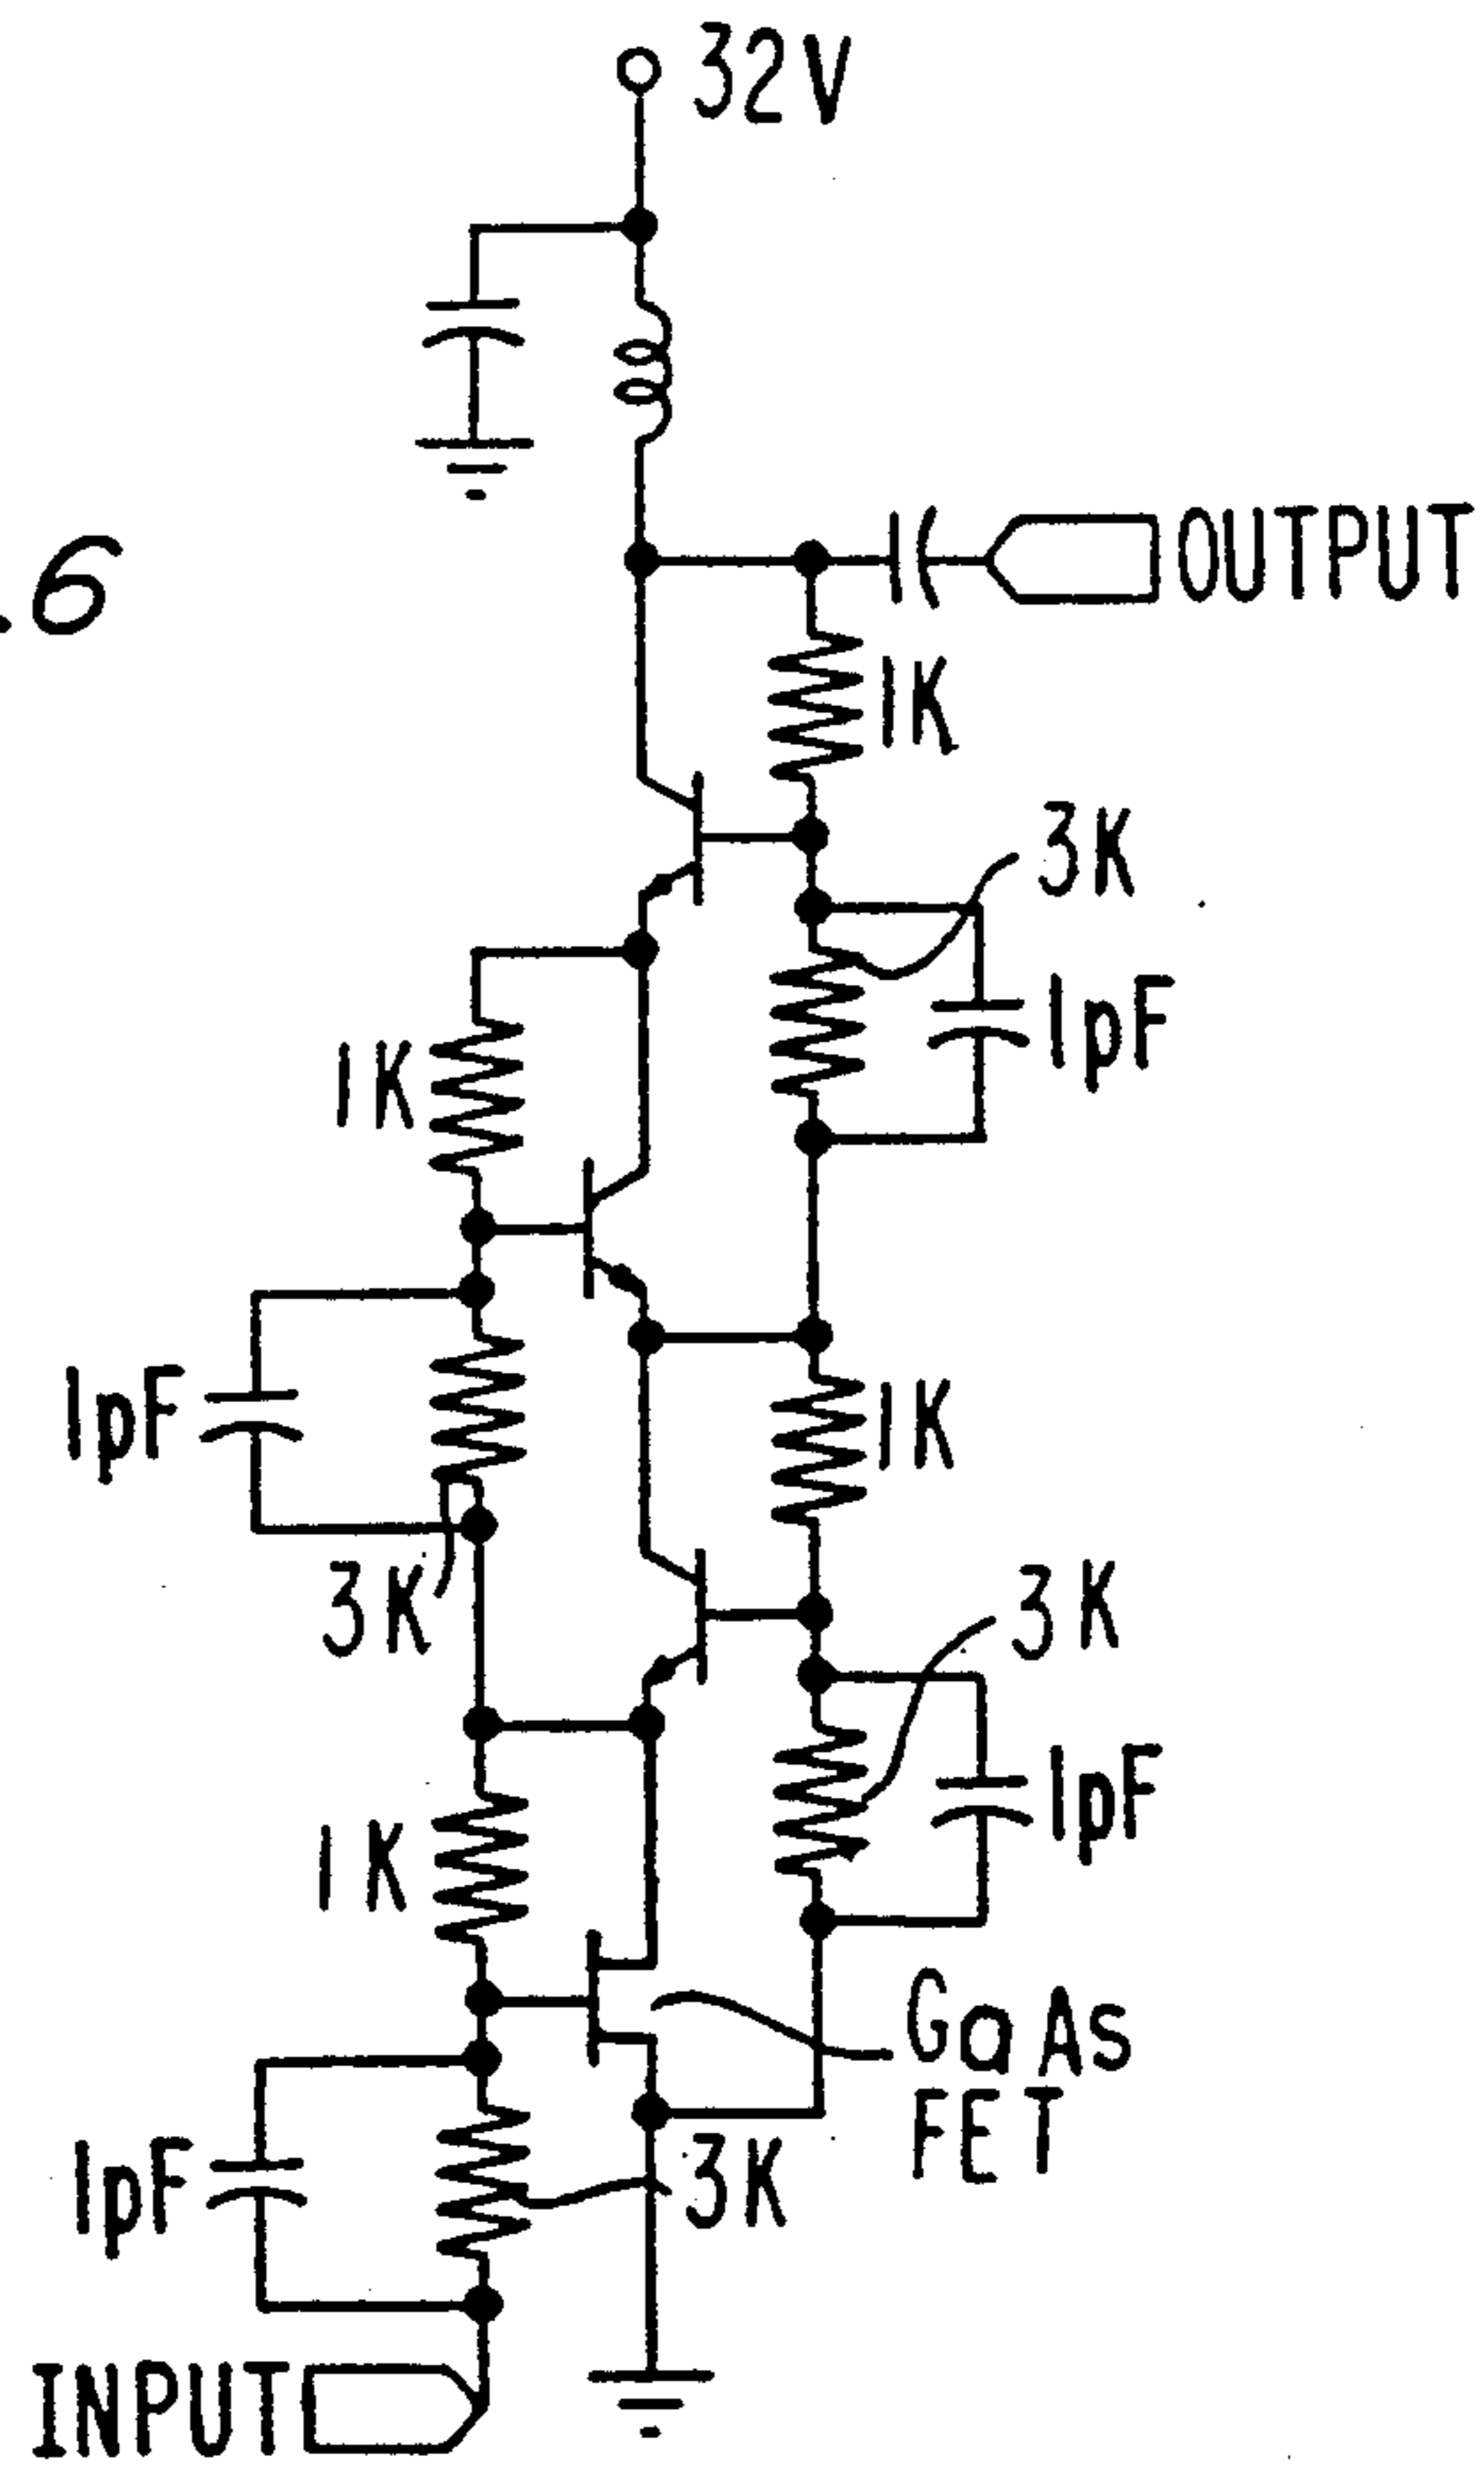 32V
.6
OUTPUT
1K
3K
1pF
1K
1pF
1K
3K
3K
1pF
1K
GaAs
FET
1pF
3K
INPUT